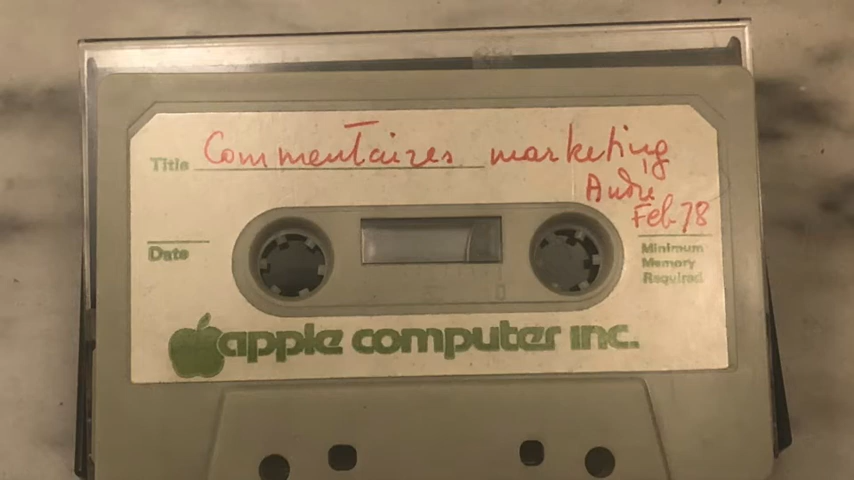 Title Commentaires marketing
André
Feb 78
Date
Minimum
Memory
Required
apple computer inc.